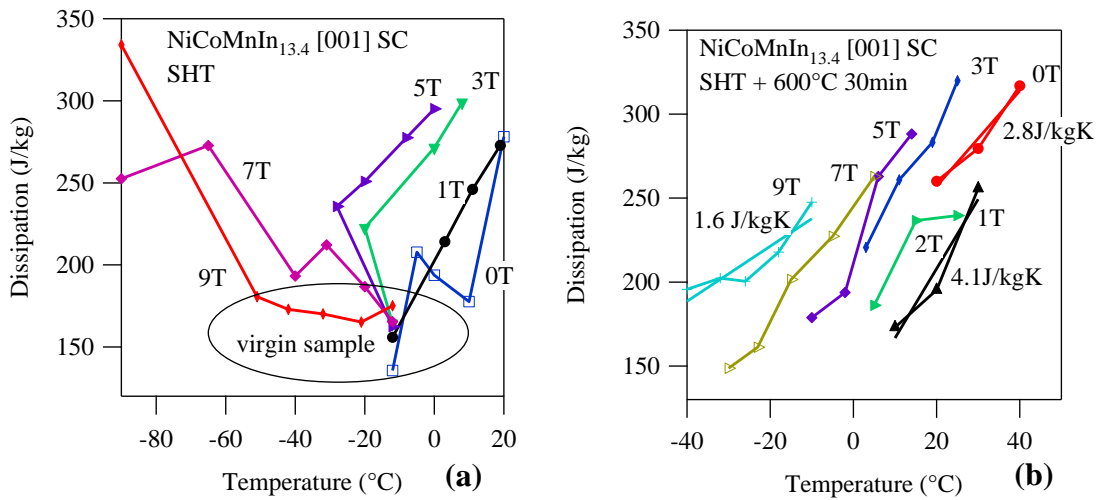 350
300
250
200
150
Dissipation (J/kg)
NiCoMnIn13.4 [001] SC
SHT
5T
3T
7T
1T
9T
0T
virgin sample
-80
-60
-40
-20
0
20
Temperature (°C)
(a)
350
300
250
200
150
Dissipation (J/kg)
NiCoMnIn13.4 [001] SC
SHT + 600°C 30min
3T
0T
5T
2.8J/kgK
7T
9T
1.6 J/kgK
1T
2T
4.1J/kgK
-40
-20
0
20
40
Temperature (°C)
(b)